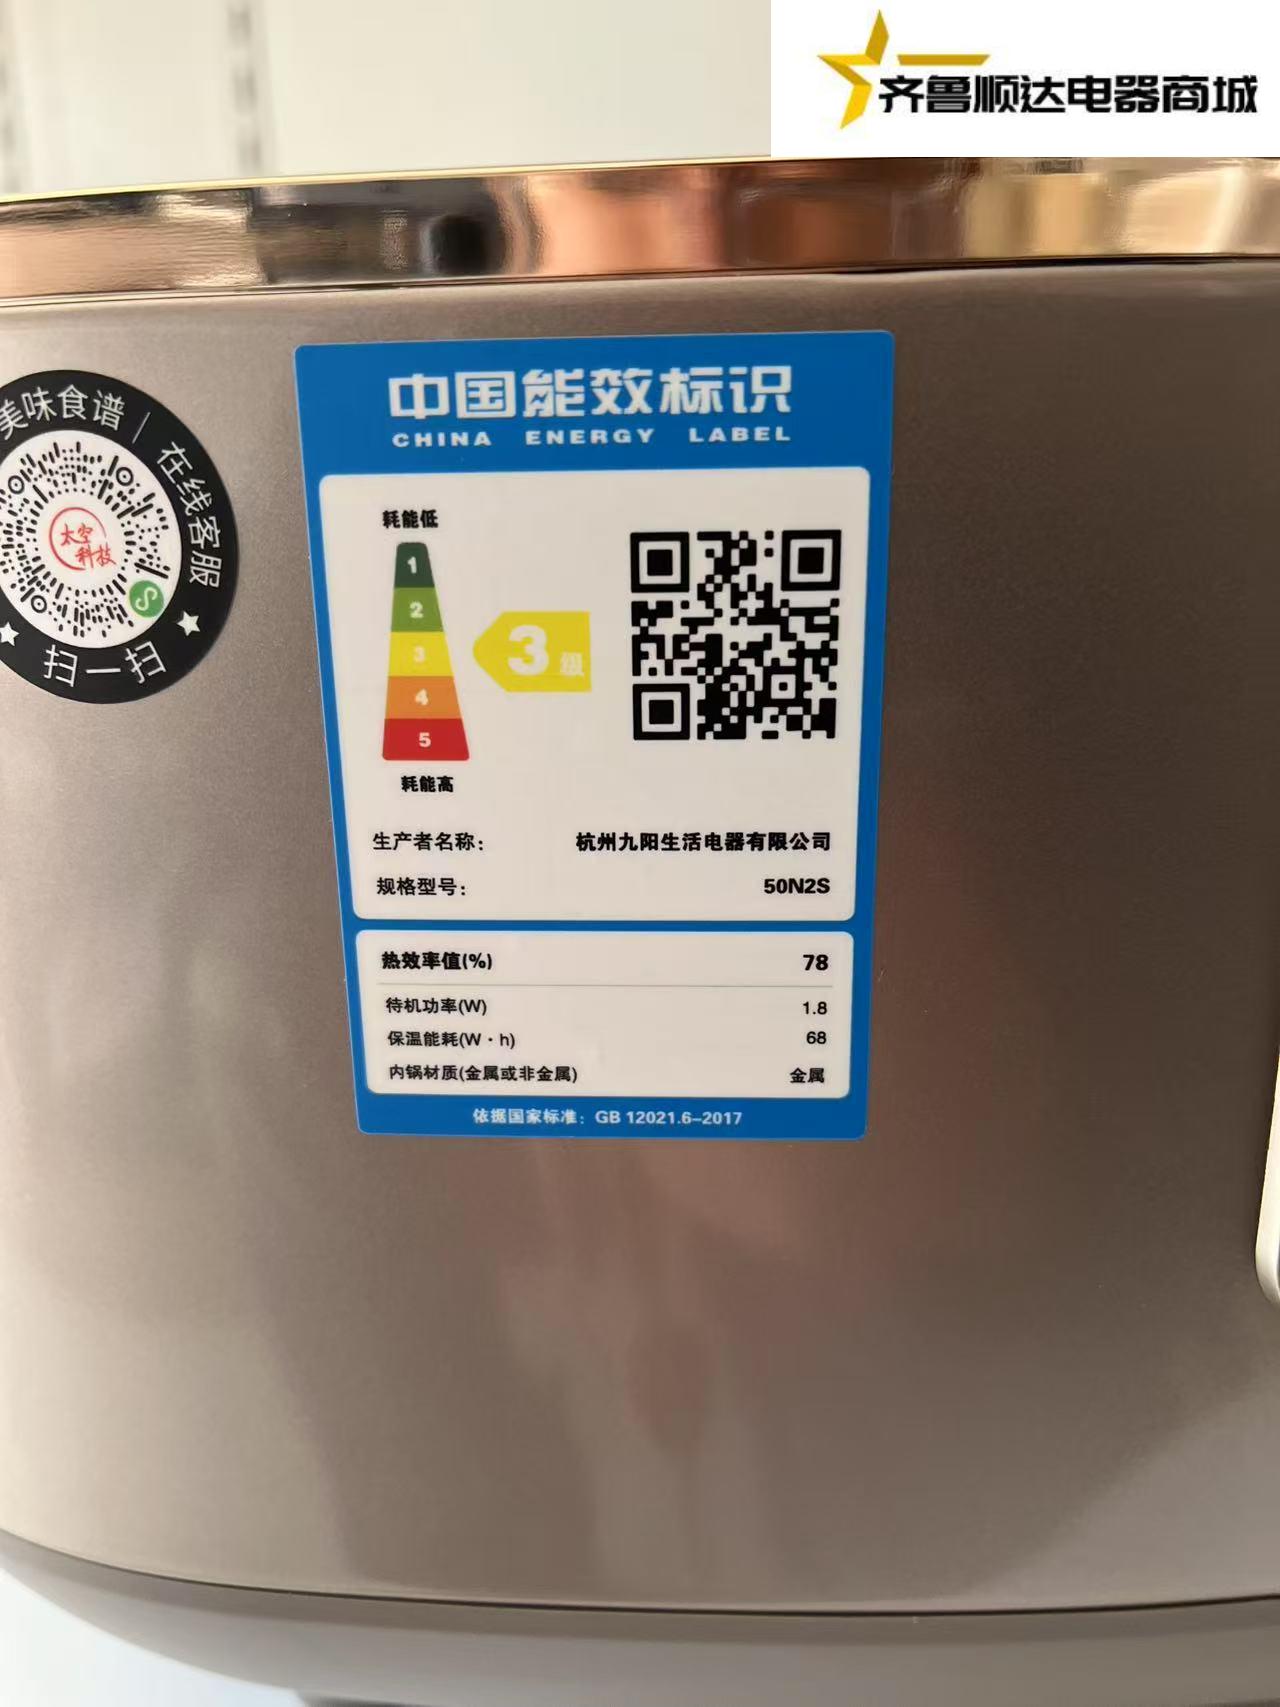 齐鲁顺达电器商城
美味食谱｜在线客服
太空
科技
扫一扫
中国能效标识
CHINA ENERGY LABEL
耗能低
1
2
3
4
5
3级
耗能高
生产者名称： 杭州九阳生活电器有限公司
规格型号： 50N2S
热效率值(%) 78
待机功率(W) 1.8
保温能耗(W·h) 68
内锅材质(金属或非金属) 金属
依据国家标准：GB 12021.6-2017